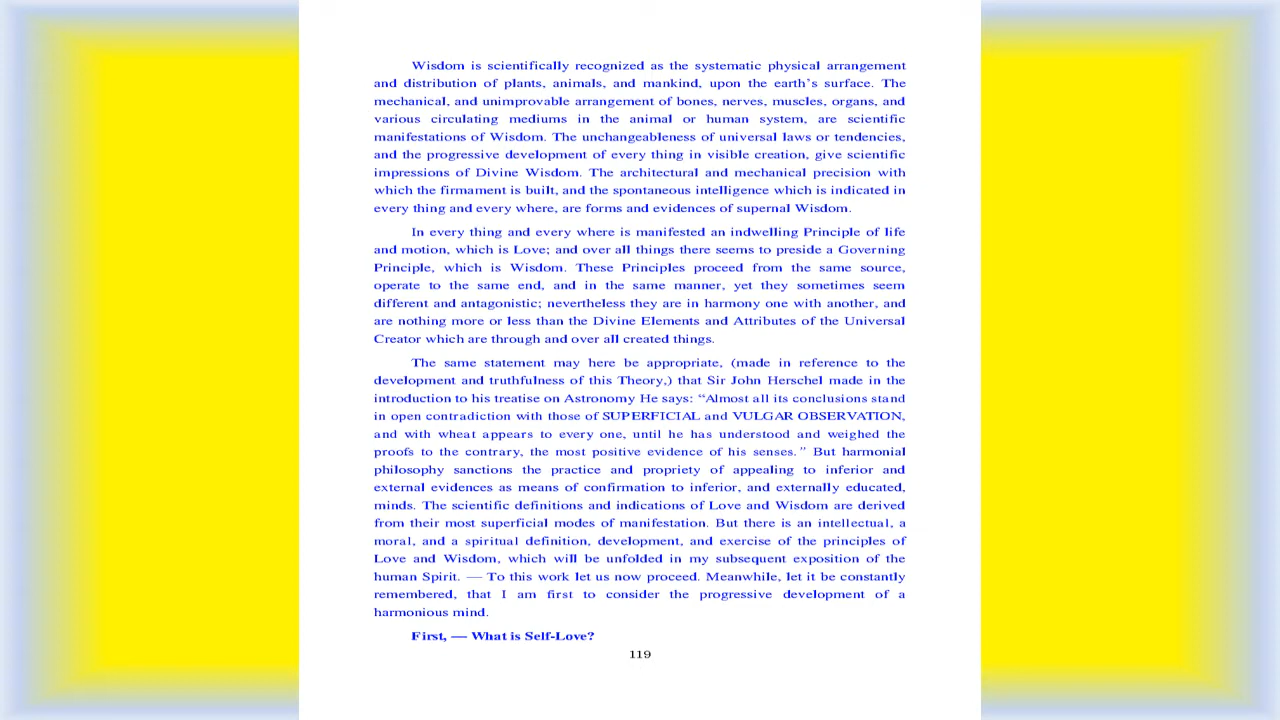 Wisdom is scientifically recognized as the systematic physical arrangement
and distribution of plants, animals, and mankind, upon the earth's surface. The
mechanical, and unimprovable arrangement of bones, nerves, muscles, organs, and
various circulating mediums in the animal or human system, are scientific
manifestations of Wisdom. The unchangeableness of universal laws or tendencies,
and the progressive development of every thing in visible creation, give scientific
impressions of Divine Wisdom. The architectural and mechanical precision with
which the firmament is built, and the spontaneous intelligence which is indicated in
every thing and every where, are forms and evidences of supernal Wisdom.
In every thing and every where is manifested an indwelling Principle of life
and motion, which is Love; and over all things there seems to preside a Governing
Principle, which is Wisdom. These Principles proceed from the same source,
operate to the same end, and in the same manner, yet they sometimes seem
different and antagonistic; nevertheless they are in harmony one with another, and
are nothing more or less than the Divine Elements and Attributes of the Universal
Creator which are through and over all created things.
The same statement may here be appropriate, (made in reference to the
development and truthfulness of this Theory,) that Sir John Herschel made in the
introduction to his treatise on Astronomy He says: “Almost all its conclusions stand
in open contradiction with those of SUPERFICIAL and VULGAR OBSERVATION,
and with wheat appears to every one, until he has understood and weighed the
proofs to the contrary, the most positive evidence of his senses.” But harmonial
philosophy sanctions the practice and propriety of appealing to inferior and
external evidences as means of confirmation to inferior, and externally educated,
minds. The scientific definitions and indications of Love and Wisdom are derived
from their most superficial modes of manifestation. But there is an intellectual, a
moral, and a spiritual definition, development, and exercise of the principles of
Love and Wisdom, which will be unfolded in my subsequent exposition of the
human Spirit. — To this work let us now proceed. Meanwhile, let it be constantly
remembered, that I am first to consider the progressive development of a
harmonious mind.
First, — What is Self-Love?
119